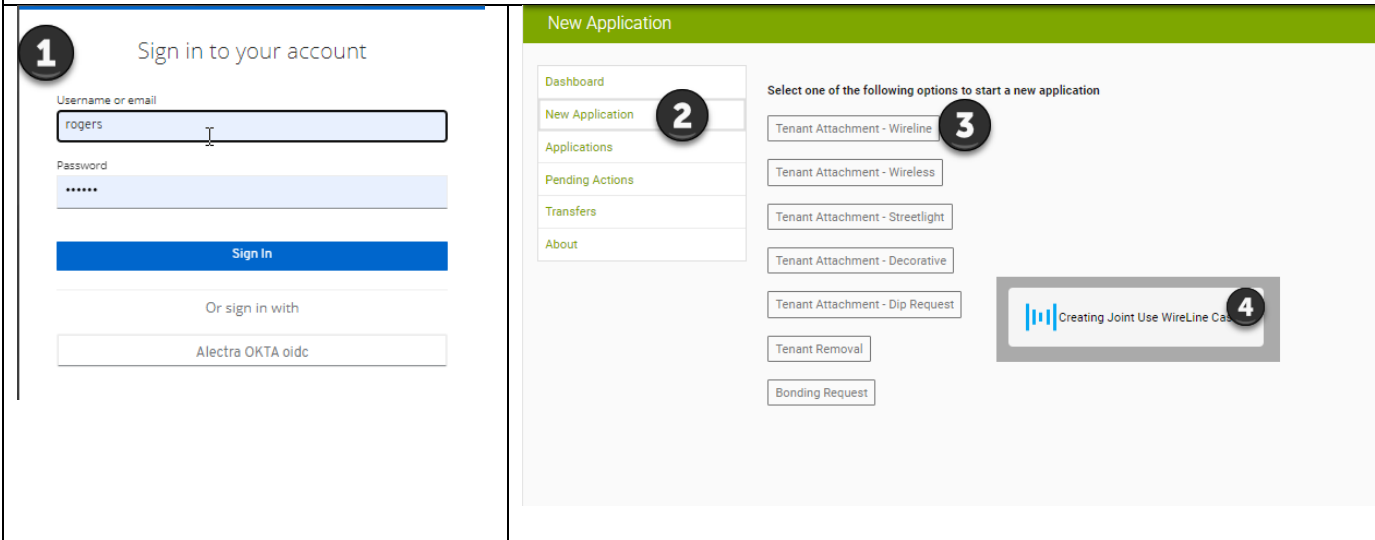 1
Sign in to your account
Username or email
rogers
Password
••••••
Sign In
Or sign in with
Alectra OKTA oidc
New Application
Dashboard
New Application
2
Applications
Pending Actions
Transfers
About
Select one of the following options to start a new application
Tenant Attachment - Wireline
3
Tenant Attachment - Wireless
Tenant Attachment - Streetlight
Tenant Attachment - Decorative
Tenant Attachment - Dip Request
Tenant Removal
Bonding Request
Creating Joint Use WireLine Cas
4